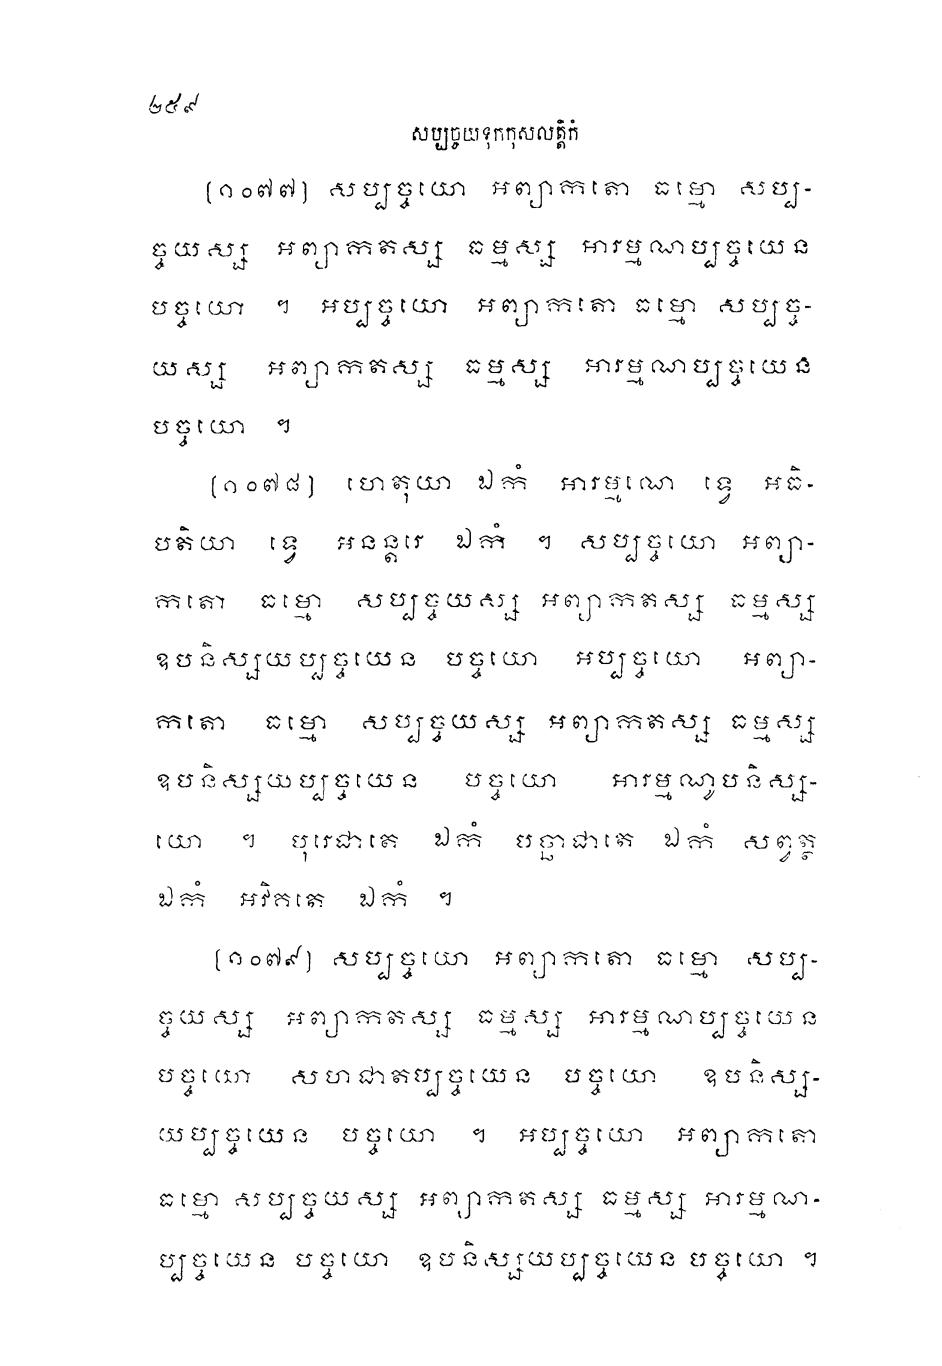 ២៥៩
សប្បច្ចយទុកកុសលត្តិកំ
[១០៧៧] សប្បច្ចយោ អព្យាកតោ ធម្មោ សប្ប-
ច្ចយស្ស អព្យាកតស្ស ធម្មស្ស អារម្មណប្បច្ចយេន
បច្ចយោ ។ អប្បច្ចយោ អព្យាកតោ ធម្មោ សប្បច្ច-
យស្ស អព្យាកតស្ស ធម្មស្ស អារម្មណប្បច្ចយេន
បច្ចយោ ។
[១០៧៨] ហេតុយា ឯកំ អារម្មណេ ទ្វេ អធិ-
បតិយា ទ្វេ អនន្តរេ ឯកំ ។ សប្បច្ចយោ អព្យា-
កតោ ធម្មោ សប្បច្ចយស្ស អព្យាកតស្ស ធម្មស្ស
ឧបនិស្សយប្បច្ចយេន បច្ចយោ អប្បច្ចយោ អព្យា-
កតោ ធម្មោ សប្បច្ចយស្ស អព្យាកតស្ស ធម្មស្ស
ឧបនិស្សយប្បច្ចយេន បច្ចយោ អារម្មណូបនិស្ស-
យោ ។ បុរេជាតេ ឯកំ បច្ឆាជាតេ ឯកំ សព្វត្ថ
ឯកំ អវិកតេ ឯកំ ។
[១០៧៩] សប្បច្ចយោ អព្យាកតោ ធម្មោ សប្ប-
ច្ចយស្ស អព្យាកតស្ស ធម្មស្ស អារម្មណប្បច្ចយេន
បច្ចយោ សហជាតប្បច្ចយេន បច្ចយោ ឧបនិស្ស-
យប្បច្ចយេន បច្ចយោ ។ អប្បច្ចយោ អព្យាកតោ
ធម្មោ សប្បច្ចយស្ស អព្យាកតស្ស ធម្មស្ស អារម្មណ-
ប្បច្ចយេន បច្ចយោ ឧបនិស្សយប្បច្ចយេន បច្ចយោ ។